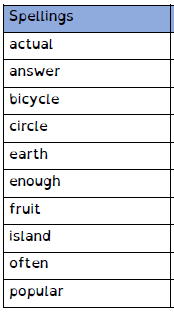 Spellings
actual
answer
bicycle
circle
earth
enough
fruit
island
often
popular